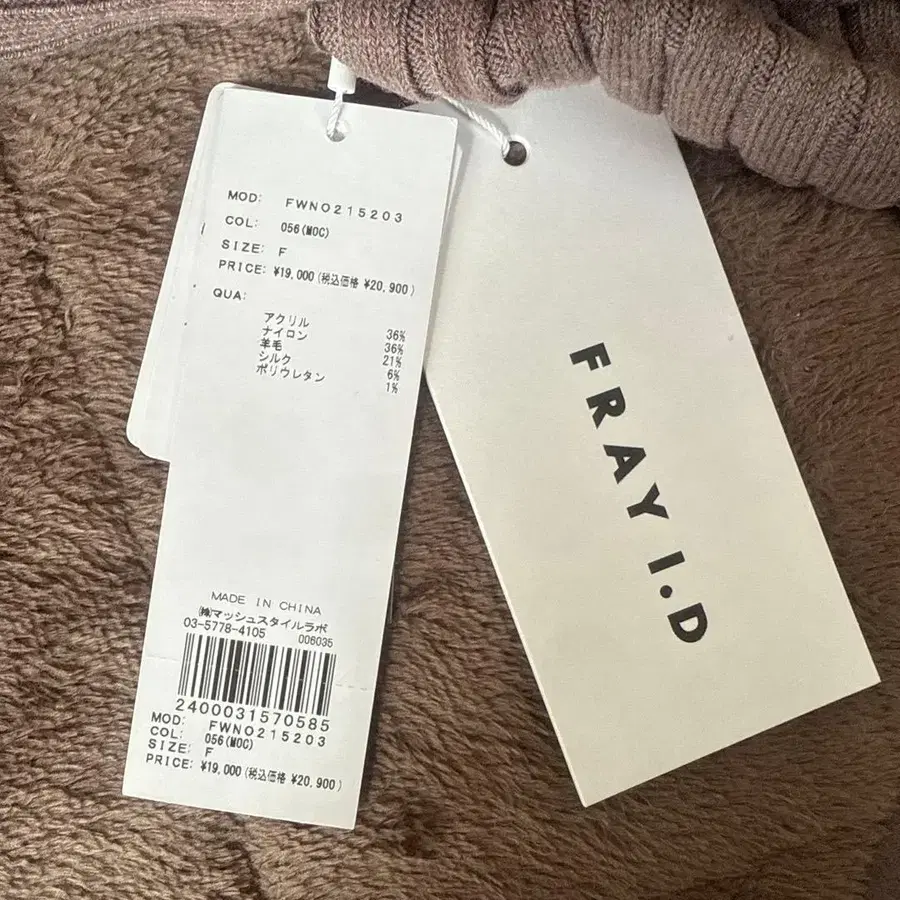 MOD: FWNO215203
COL: 056(MOC)
SIZE: F
PRICE: ¥19,000(税込価格 ¥20,900)
QUA:
アクリル 36%
ナイロン 36%
羊毛 21%
シルク 6%
ポリウレタン 1%
MADE IN CHINA
㈱マッシュスタイルラボ
03-5778-4105 006035
2400031570585
MOD: FWNO215203
COL: 056(MOC)
SIZE: F
PRICE: ¥19,000(税込価格 ¥20,900)
FRAY I.D